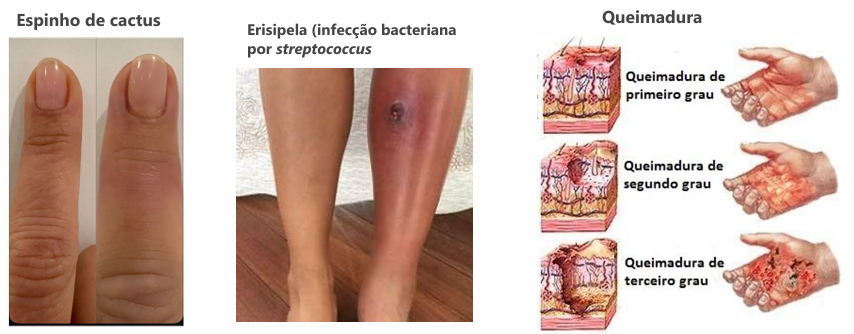 Espinho de cactus
Erisipela (infecção bacteriana
por streptococcus
Queimadura
Queimadura de
primeiro grau
Queimadura de
segundo grau
Queimadura de
terceiro grau